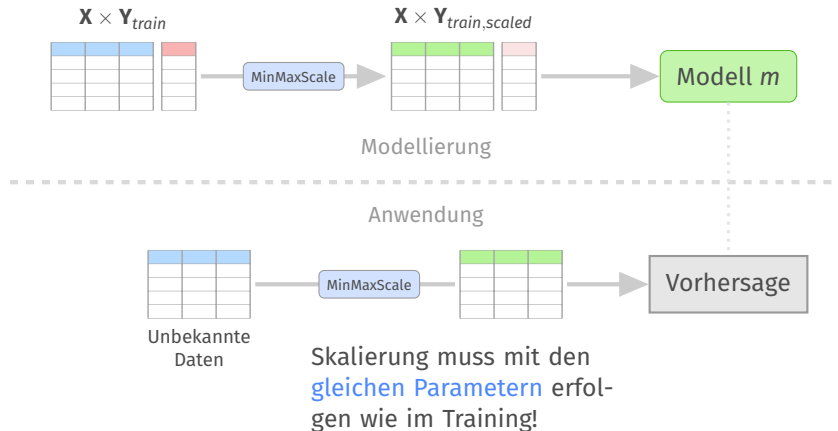 X × Y_train
X × Y_train,scaled
MinMaxScale
Modell m
Modellierung
Anwendung
MinMaxScale
Vorhersage
Unbekannte
Daten
Skalierung muss mit den
gleichen Parametern erfol-
gen wie im Training!